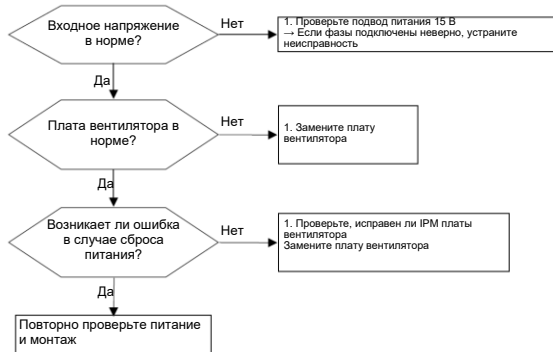 Входное напряжение
в норме?
Нет
1. Проверьте подвод питания 15 В
→ Если фазы подключены неверно, устраните
неисправность
Да
Плата вентилятора в
норме?
Нет
1. Замените плату
вентилятора
Да
Возникает ли ошибка
в случае сброса
питания?
Нет
1. Проверьте, исправен ли IPM платы
вентилятора
Замените плату вентилятора
Да
Повторно проверьте питание
и монтаж